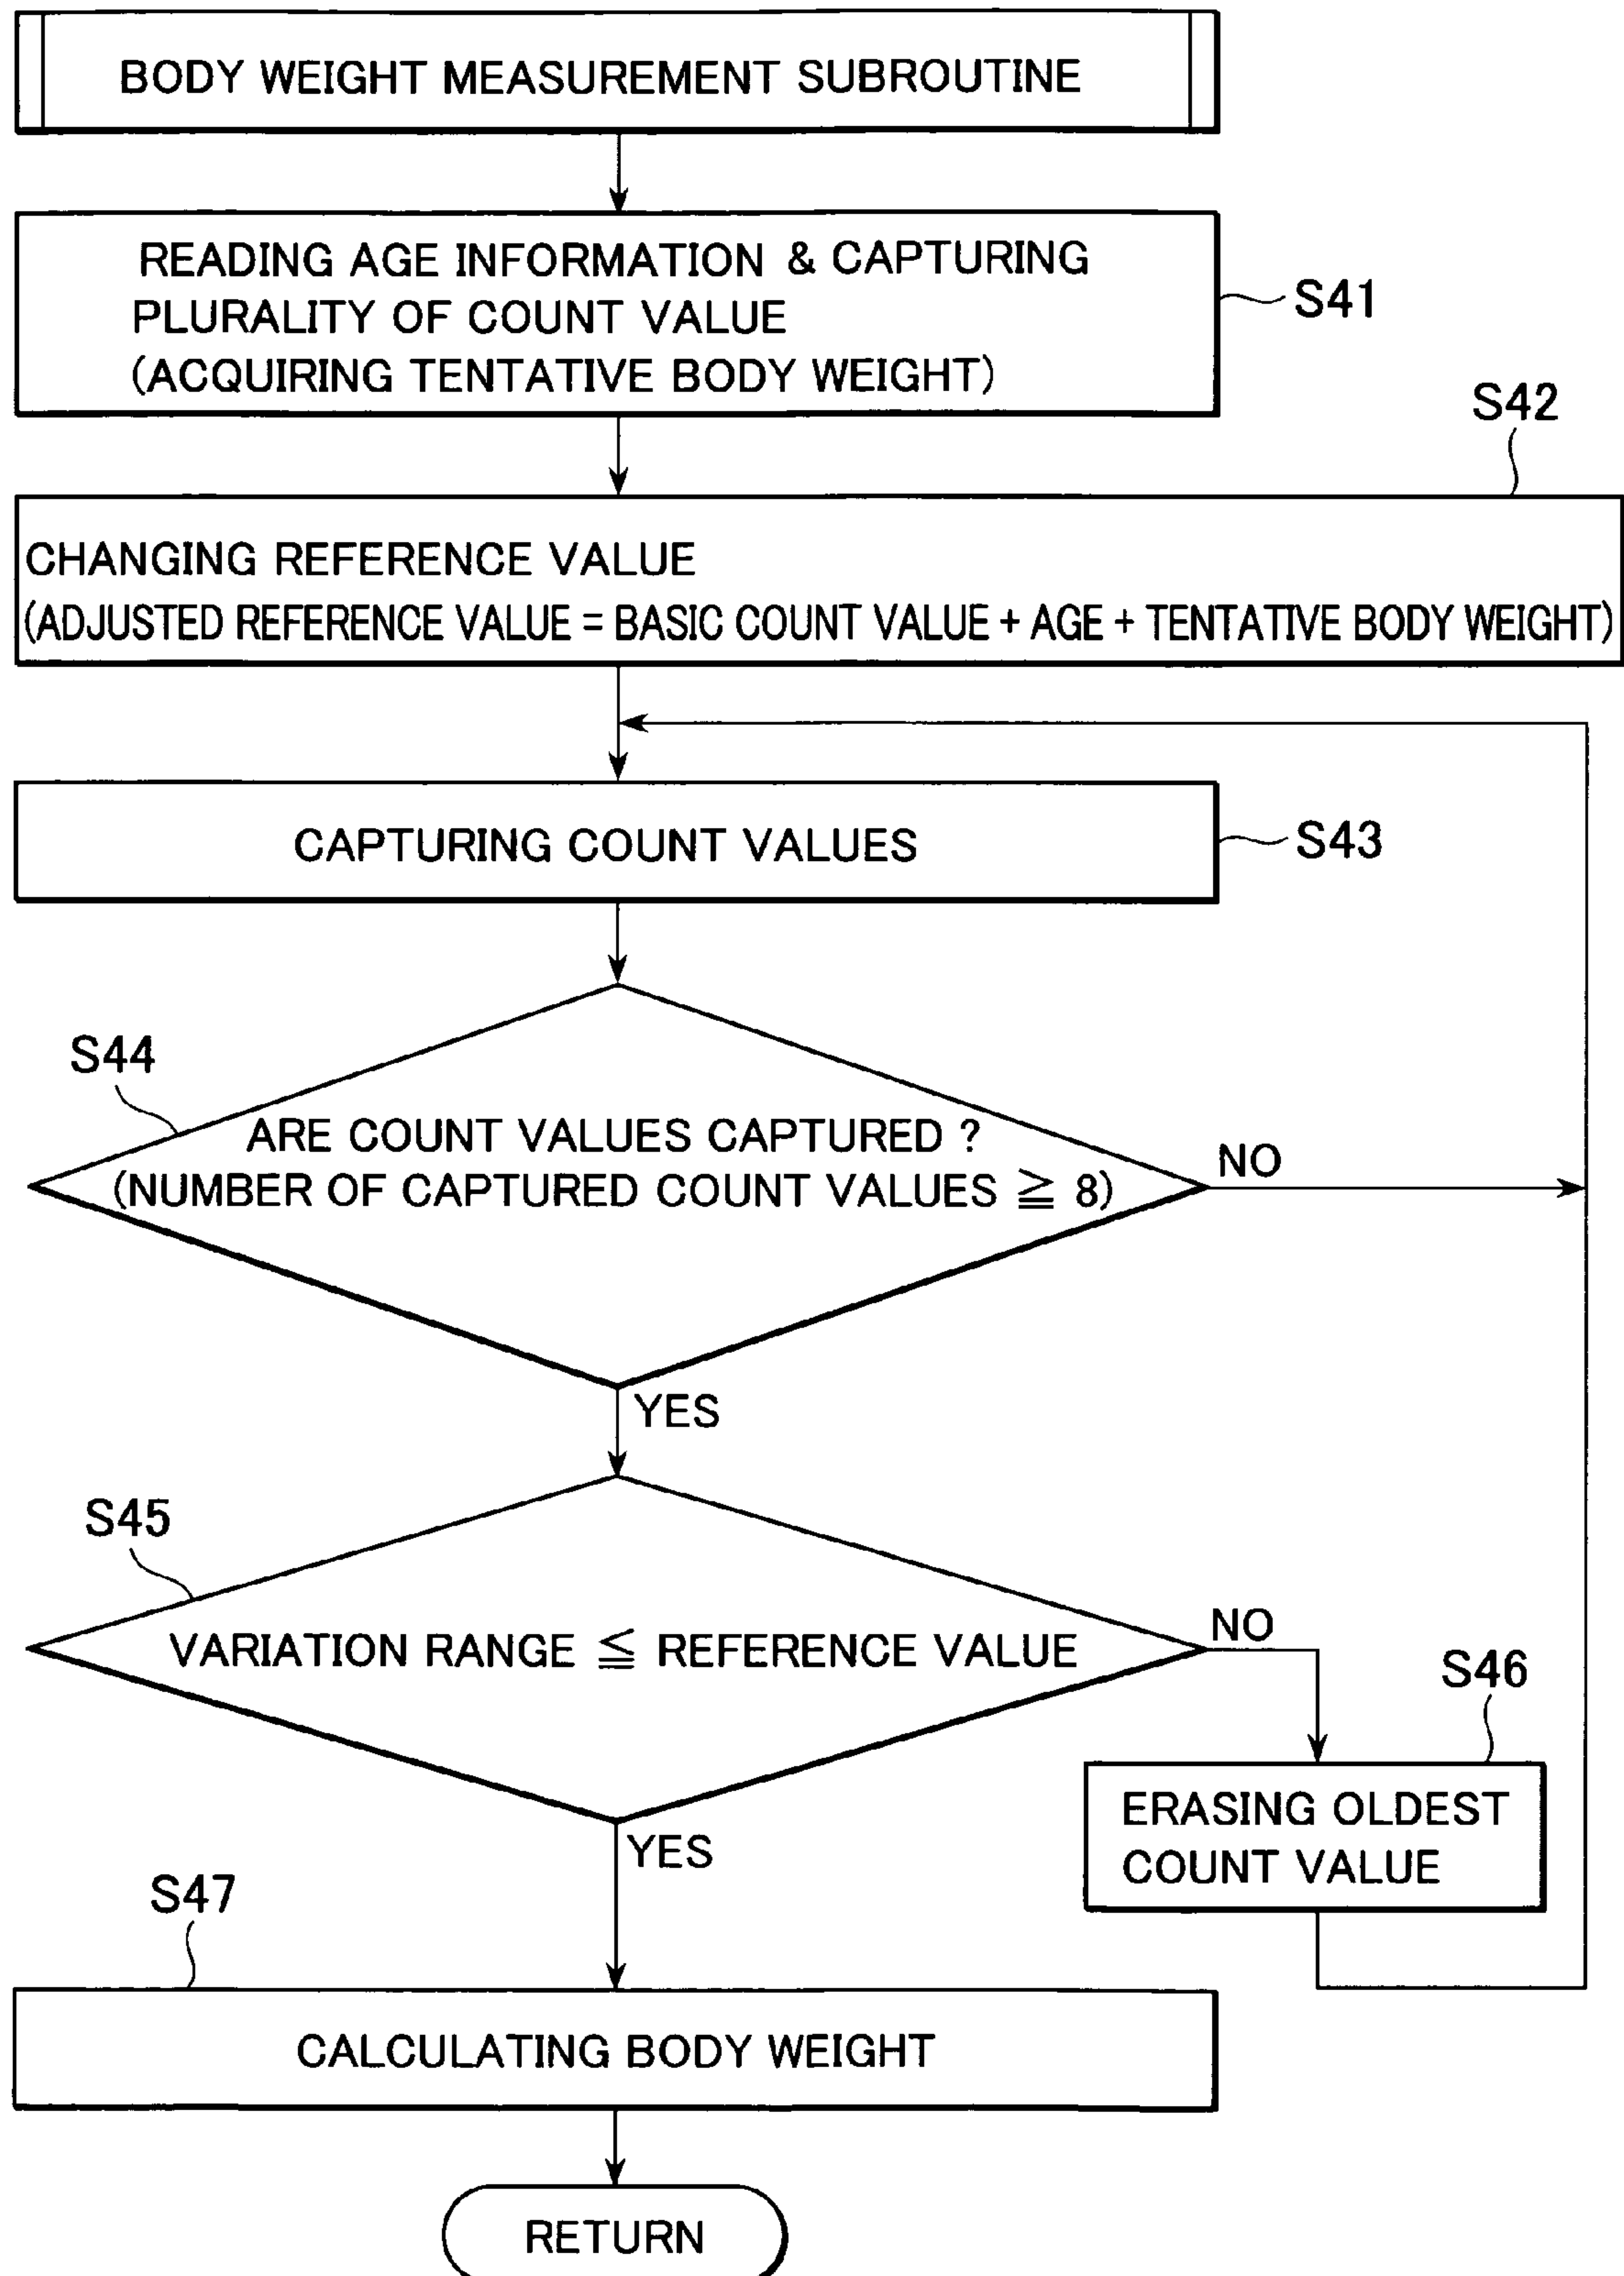 BODY WEIGHT MEASUREMENT SUBROUTINE
READING AGE INFORMATION & CAPTURING
PLURALITY OF COUNT VALUE
(ACQUIRING TENTATIVE BODY WEIGHT)
S41
S42
CHANGING REFERENCE VALUE
(ADJUSTED REFERENCE VALUE = BASIC COUNT VALUE + AGE + TENTATIVE BODY WEIGHT)
CAPTURING COUNT VALUES
S43
S44
ARE COUNT VALUES CAPTURED ?
(NUMBER OF CAPTURED COUNT VALUES ≧ 8)
NO
YES
S45
VARIATION RANGE ≦ REFERENCE VALUE
NO
S46
ERASING OLDEST
COUNT VALUE
YES
S47
CALCULATING BODY WEIGHT
RETURN